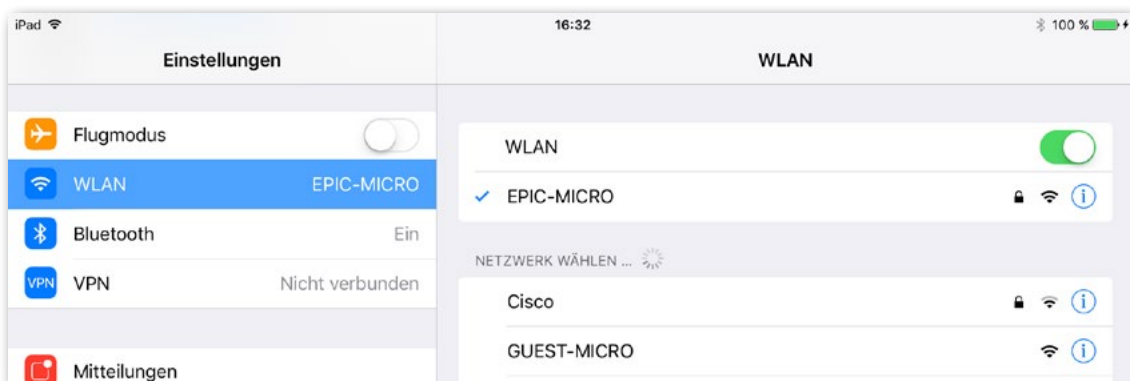 iPad 16:32 100 %
Einstellungen
WLAN
Flugmodus
WLAN EPIC-MICRO
Bluetooth Ein
VPN VPN Nicht verbunden
Mitteilungen
WLAN
EPIC-MICRO
NETZWERK WÄHLEN ...
Cisco
GUEST-MICRO